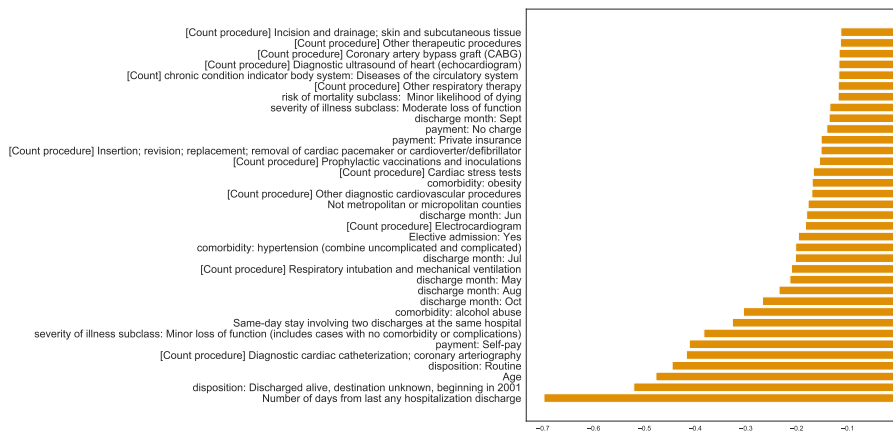 [Count procedure] Incision and drainage; skin and subcutaneous tissue
[Count procedure] Other therapeutic procedures
[Count procedure] Coronary artery bypass graft (CABG)
[Count procedure] Diagnostic ultrasound of heart (echocardiogram)
[Count] chronic condition indicator body system: Diseases of the circulatory system
[Count procedure] Other respiratory therapy
risk of mortality subclass:  Minor likelihood of dying
severity of illness subclass: Moderate loss of function
discharge month: Sept
payment: No charge
payment: Private insurance
[Count procedure] Insertion; revision; replacement; removal of cardiac pacemaker or cardioverter/defibrillator
[Count procedure] Prophylactic vaccinations and inoculations
[Count procedure] Cardiac stress tests
comorbidity: obesity
[Count procedure] Other diagnostic cardiovascular procedures
Not metropolitan or micropolitan counties
discharge month: Jun
[Count procedure] Electrocardiogram
Elective admission: Yes
comorbidity: hypertension (combine uncomplicated and complicated)
discharge month: Jul
[Count procedure] Respiratory intubation and mechanical ventilation
discharge month: May
discharge month: Aug
discharge month: Oct
comorbidity: alcohol abuse
Same-day stay involving two discharges at the same hospital
severity of illness subclass: Minor loss of function (includes cases with no comorbidity or complications)
payment: Self-pay
[Count procedure] Diagnostic cardiac catheterization; coronary arteriography
disposition: Routine
Age
disposition: Discharged alive, destination unknown, beginning in 2001
Number of days from last any hospitalization discharge
−0.7 −0.6 −0.5 −0.4 −0.3 −0.2 −0.1